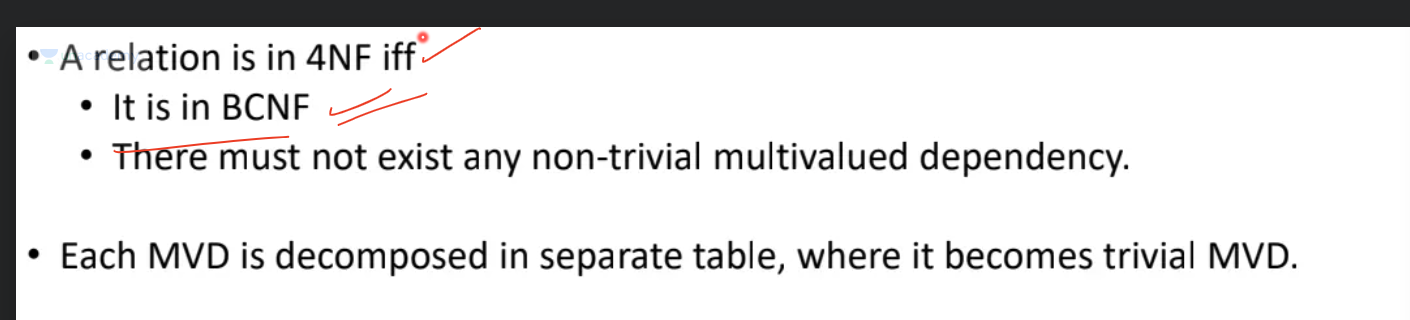 • A relation is in 4NF iff
• It is in BCNF
• There must not exist any non-trivial multivalued dependency.
• Each MVD is decomposed in separate table, where it becomes trivial MVD.